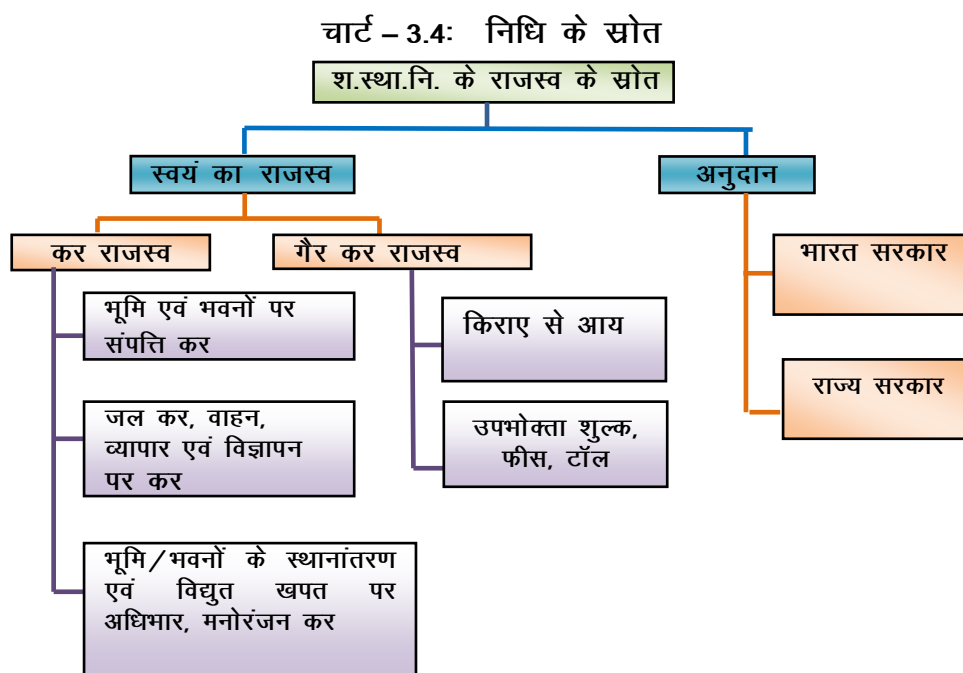 चार्ट – 3.4: निधि के स्रोत
श.स्था.नि. के राजस्व के स्रोत
स्वयं का राजस्व
अनुदान
कर राजस्व
गैर कर राजस्व
भारत सरकार
भूमि एवं भवनों पर
संपत्ति कर
किराए से आय
राज्य सरकार
जल कर, वाहन,
व्यापार एवं विज्ञापन
पर कर
उपभोक्ता शुल्क,
फीस, टॉल
भूमि/भवनों के स्थानांतरण
एवं विद्युत खपत पर
अधिभार, मनोरंजन कर